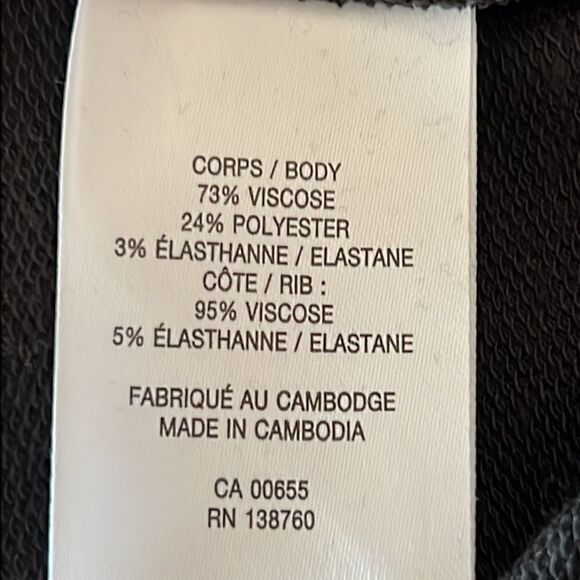 CORPS / BODY
73% VISCOSE
24% POLYESTER
3% ÉLASTHANNE / ELASTANE
CÔTE / RIB :
95% VISCOSE
5% ÉLASTHANNE / ELASTANE
FABRIQUÉ AU CAMBODGE
MADE IN CAMBODIA
CA 00655
RN 138760